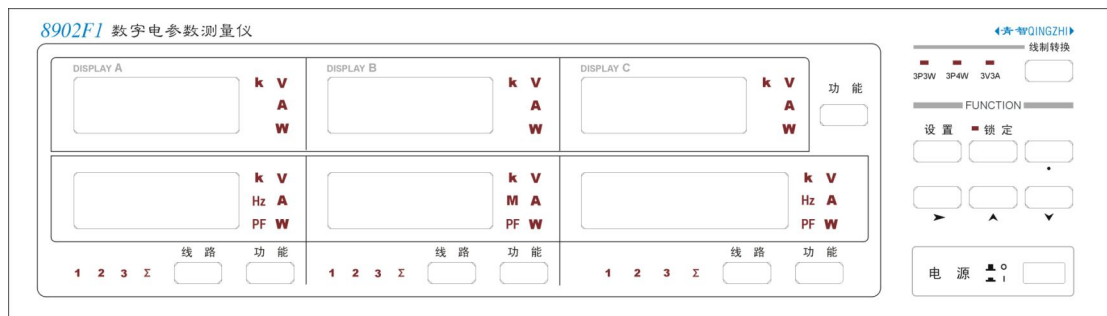 8902F1 数字电参数测量仪
青智QINGZHI
线制转换
3P3W 3P4W 3V3A
DISPLAY A
k V
A
W
DISPLAY B
k V
A
W
DISPLAY C
k V
A
W
功 能
FUNCTION
设 置 锁 定
k V
Hz A
PF W
k V
M A
PF W
k V
Hz A
PF W
线 路 功 能
1 2 3 Σ
线 路 功 能
1 2 3 Σ
线 路 功 能
1 2 3 Σ
电 源
O
I